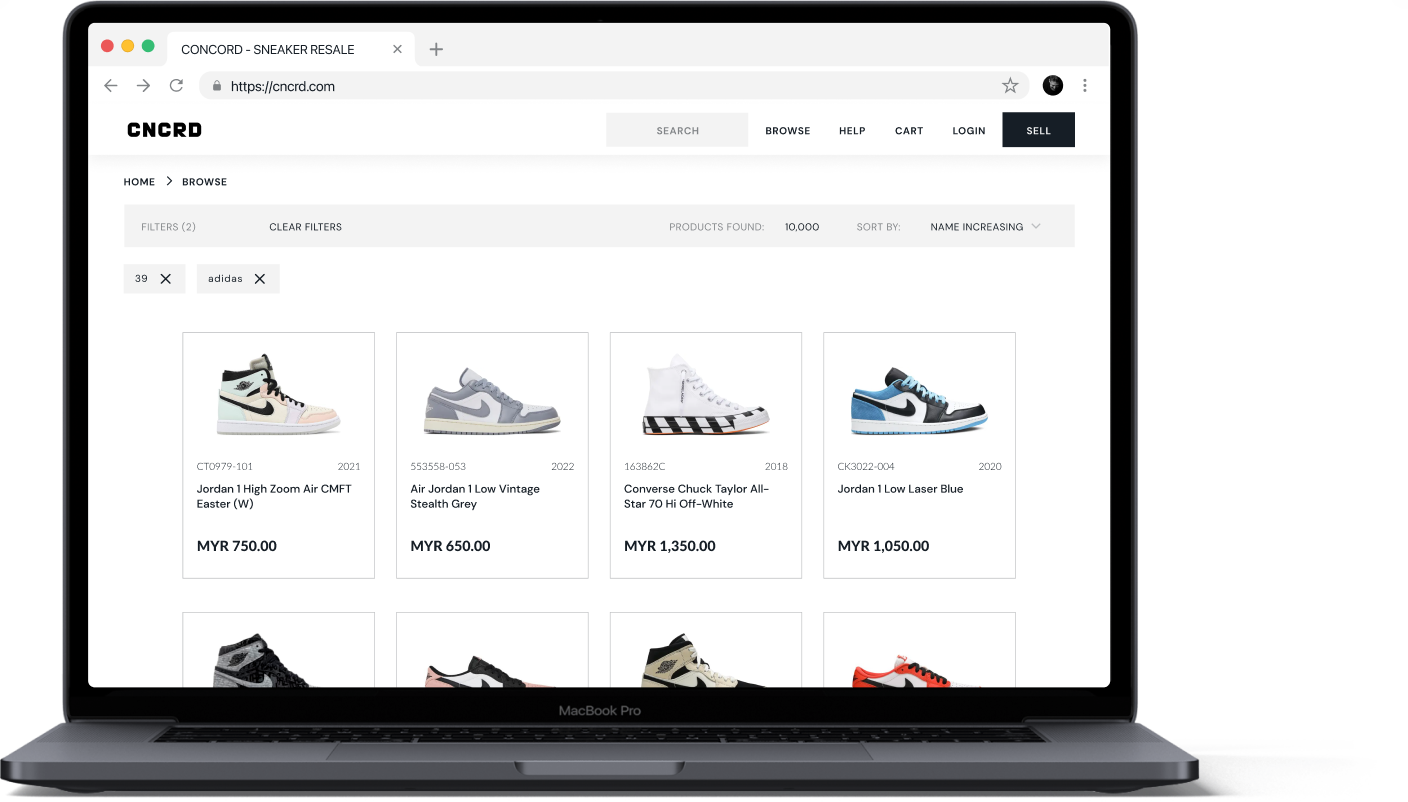 CONCORD - SNEAKER RESALE
https://cncrd.com
CNCRD
SEARCH
BROWSE
HELP
CART
LOGIN
SELL
HOME
BROWSE
FILTERS (2)
CLEAR FILTERS
PRODUCTS FOUND:
10,000
SORT BY:
NAME INCREASING
39
adidas
CT0979-101
2021
Jordan 1 High Zoom Air CMFT
Easter (W)
MYR 750.00
553558-053
2022
Air Jordan 1 Low Vintage
Stealth Grey
MYR 650.00
163862C
2018
Converse Chuck Taylor All-
Star 70 Hi Off-White
MYR 1,350.00
CK3022-004
2020
Jordan 1 Low Laser Blue
MYR 1,050.00
MacBook Pro